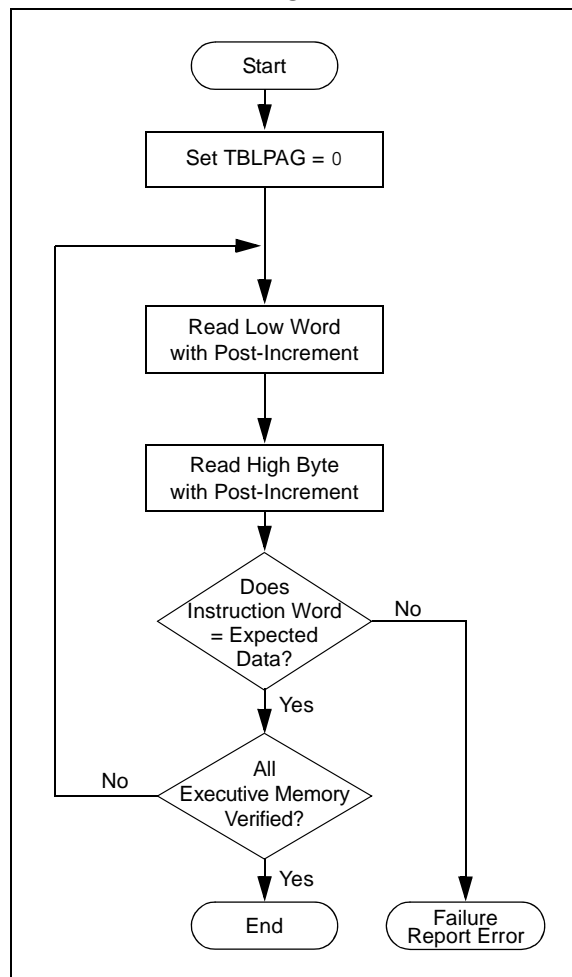 Start
Set TBLPAG = 0
Read Low Word
with Post-Increment
Read High Byte
with Post-Increment
Does
Instruction Word
= Expected
Data?
No
Yes
All
Executive Memory
Verified?
No
Yes
End
Failure
Report Error